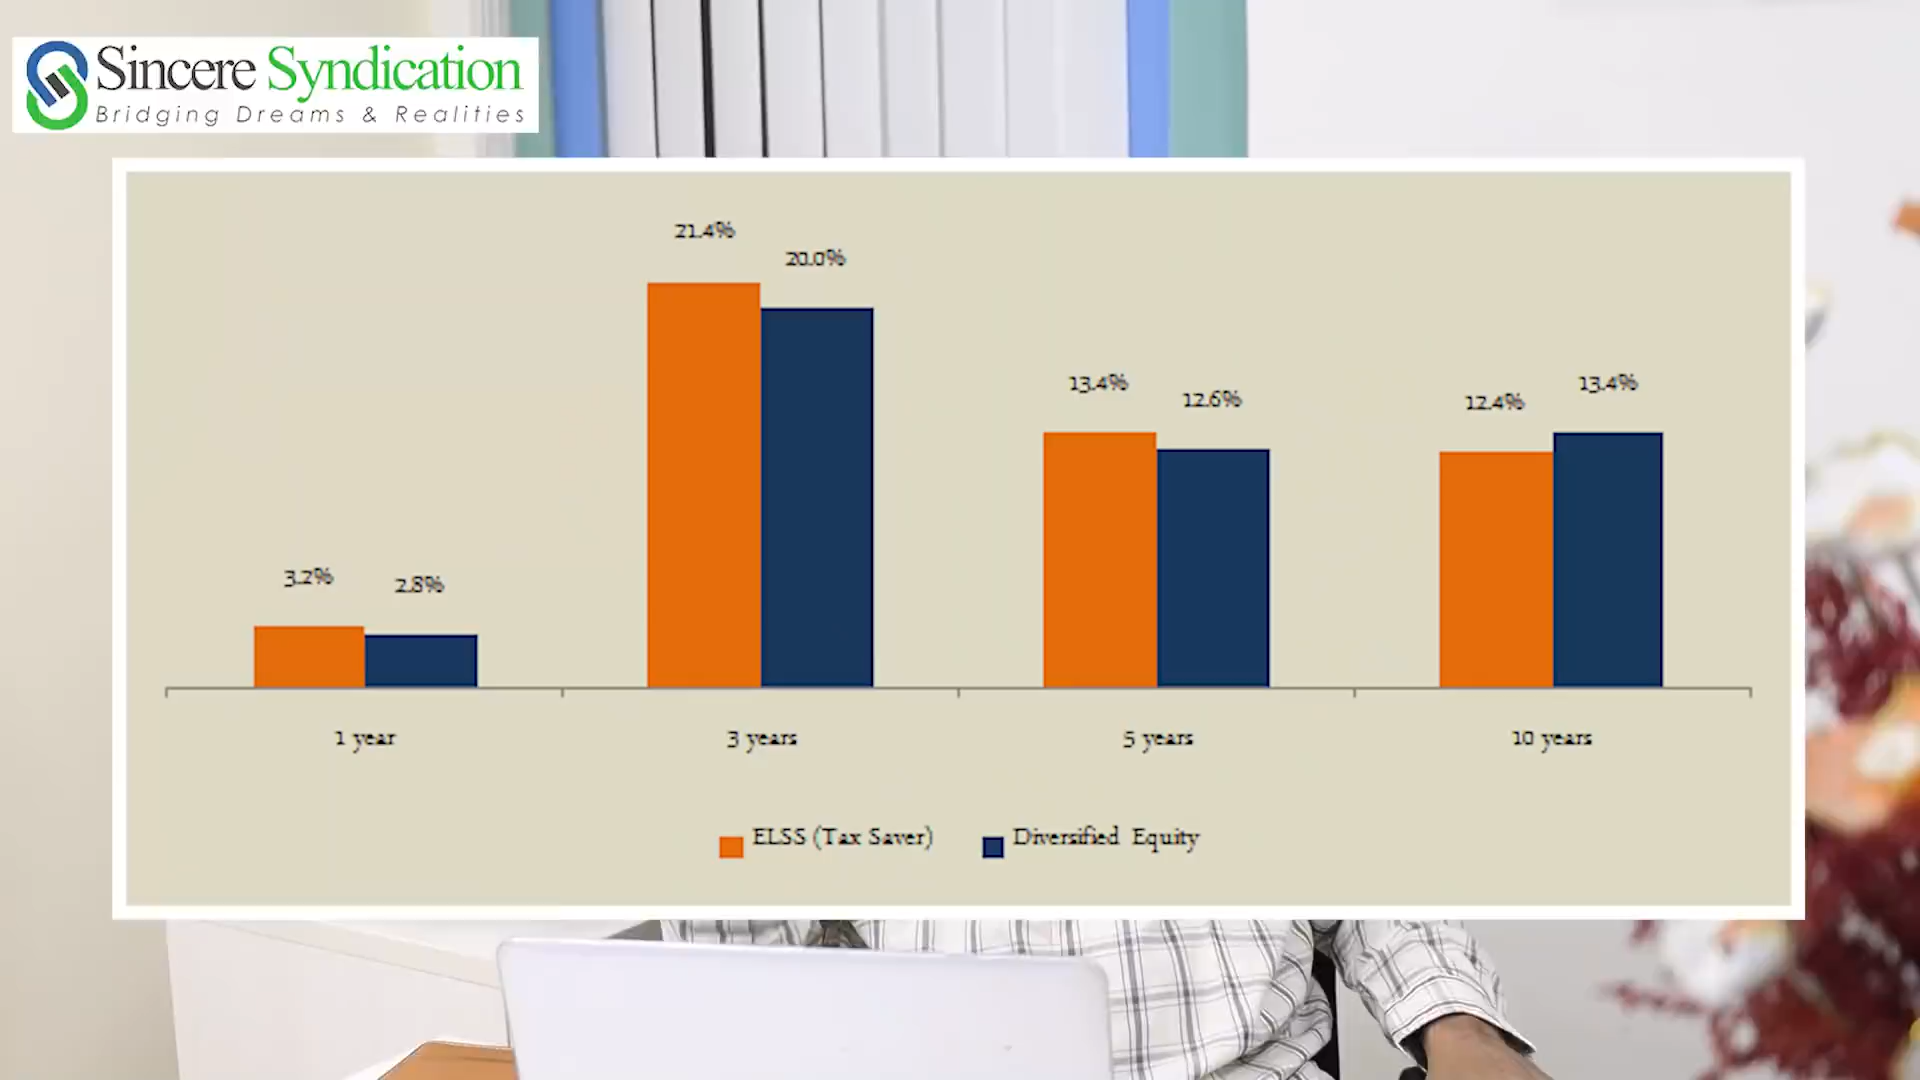 Sincere Syndication
Bridging Dreams & Realities
21.4%
20.0%
13.4%
12.6%
12.4%
13.4%
3.2%
2.8%
1 year
3 years
5 years
10 years
ELSS (Tax Saver)
Diversified Equity